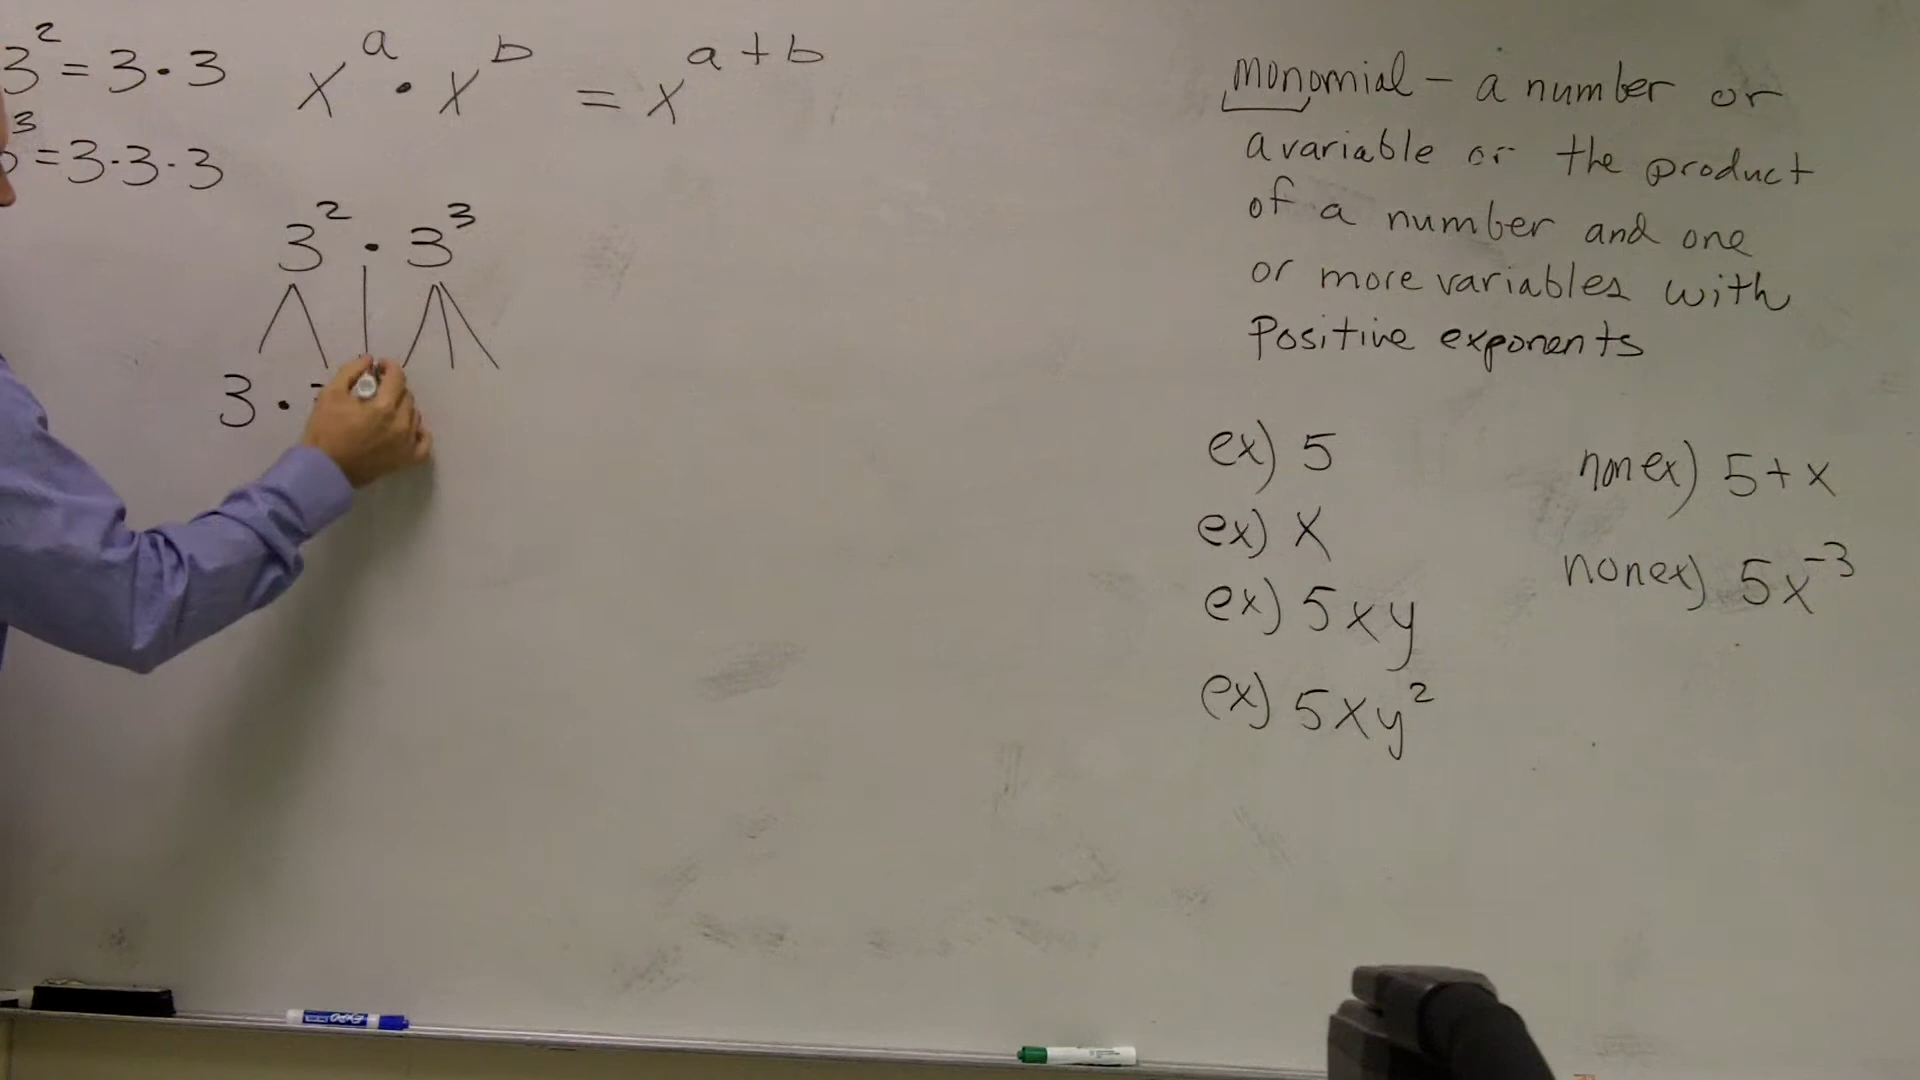 3² = 3·3
³ = 3·3·3
xᵃ · xᵇ = xᵃ⁺ᵇ
3² · 3³
3 ·
monomial – a number or
a variable or the product
of a number and one
or more variables with
Positive exponents
ex) 5
ex) x
ex) 5xy
ex) 5xy²
nonex) 5+x
nonex) 5x⁻³
EXPO